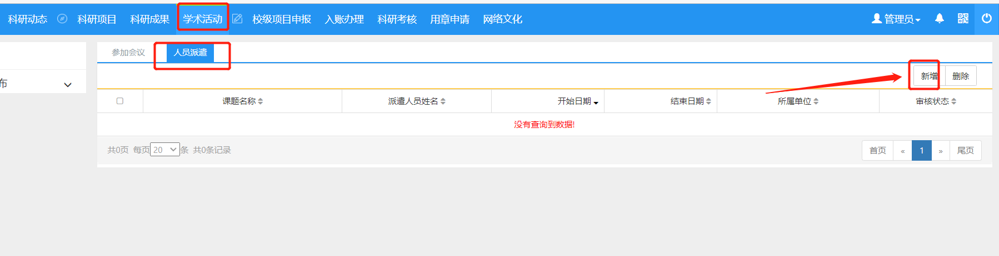 科研动态 科研项目 科研成果 学术活动 校级项目申报 入账办理 科研考核 用章申请 网络文化 管理员
参加会议 人员派遣
布
新增 删除
课题名称 派遣人员姓名 开始日期 结束日期 所属单位 审核状态
没有查询到数据!
共0页 每页 20 条 共0条记录 首页 « 1 » 尾页